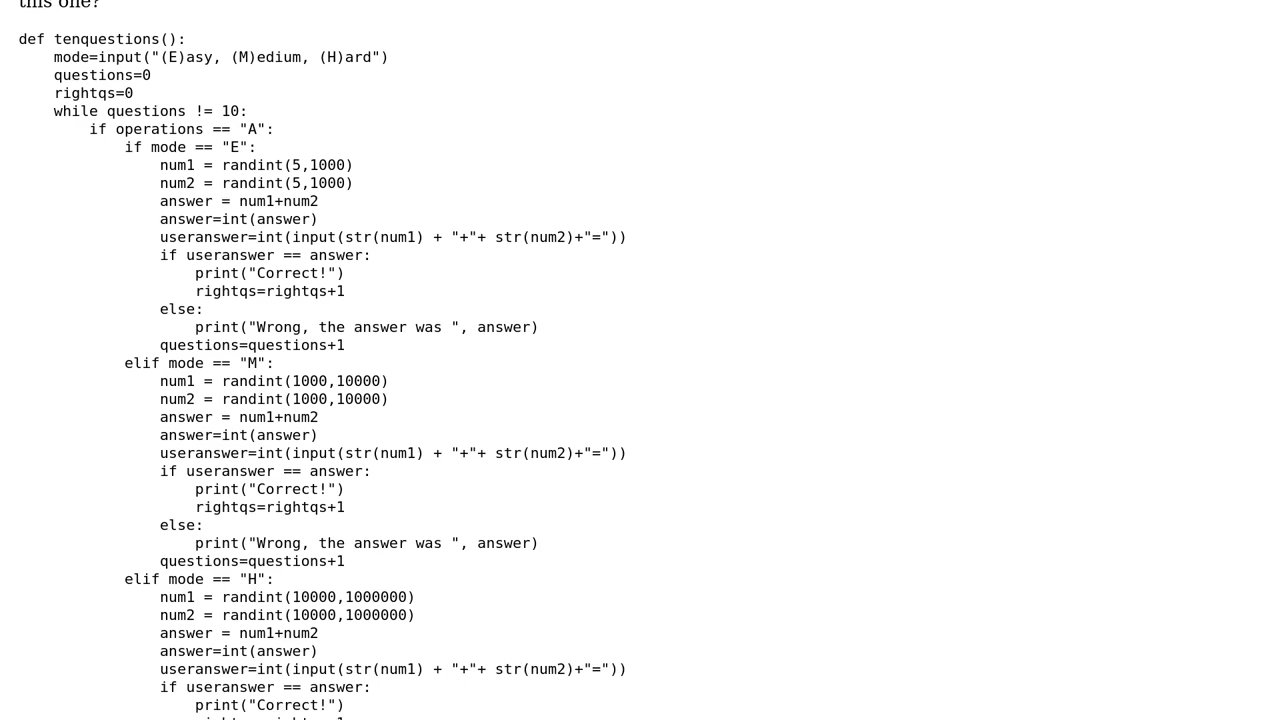 this one?
def tenquestions():
    mode=input("(E)asy, (M)edium, (H)ard")
    questions=0
    rightqs=0
    while questions != 10:
        if operations == "A":
            if mode == "E":
                num1 = randint(5,1000)
                num2 = randint(5,1000)
                answer = num1+num2
                answer=int(answer)
                useranswer=int(input(str(num1) + "+"+ str(num2)+"="))
                if useranswer == answer:
                    print("Correct!")
                    rightqs=rightqs+1
                else:
                    print("Wrong, the answer was ", answer)
                questions=questions+1
            elif mode == "M":
                num1 = randint(1000,10000)
                num2 = randint(1000,10000)
                answer = num1+num2
                answer=int(answer)
                useranswer=int(input(str(num1) + "+"+ str(num2)+"="))
                if useranswer == answer:
                    print("Correct!")
                    rightqs=rightqs+1
                else:
                    print("Wrong, the answer was ", answer)
                questions=questions+1
            elif mode == "H":
                num1 = randint(10000,1000000)
                num2 = randint(10000,1000000)
                answer = num1+num2
                answer=int(answer)
                useranswer=int(input(str(num1) + "+"+ str(num2)+"="))
                if useranswer == answer:
                    print("Correct!")